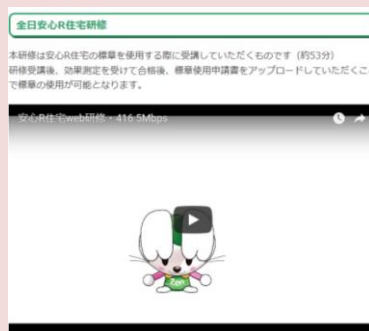 全日安心R住宅研修
本研修は安心R住宅の標章を使用する際に受講していただくものです（約53分）
研修受講後、効果測定を受けて合格後、標章使用申請書をアップロードしていただくこ
で標章の使用が可能となります。
安心R住宅web研修・416 5Mbps
Zen